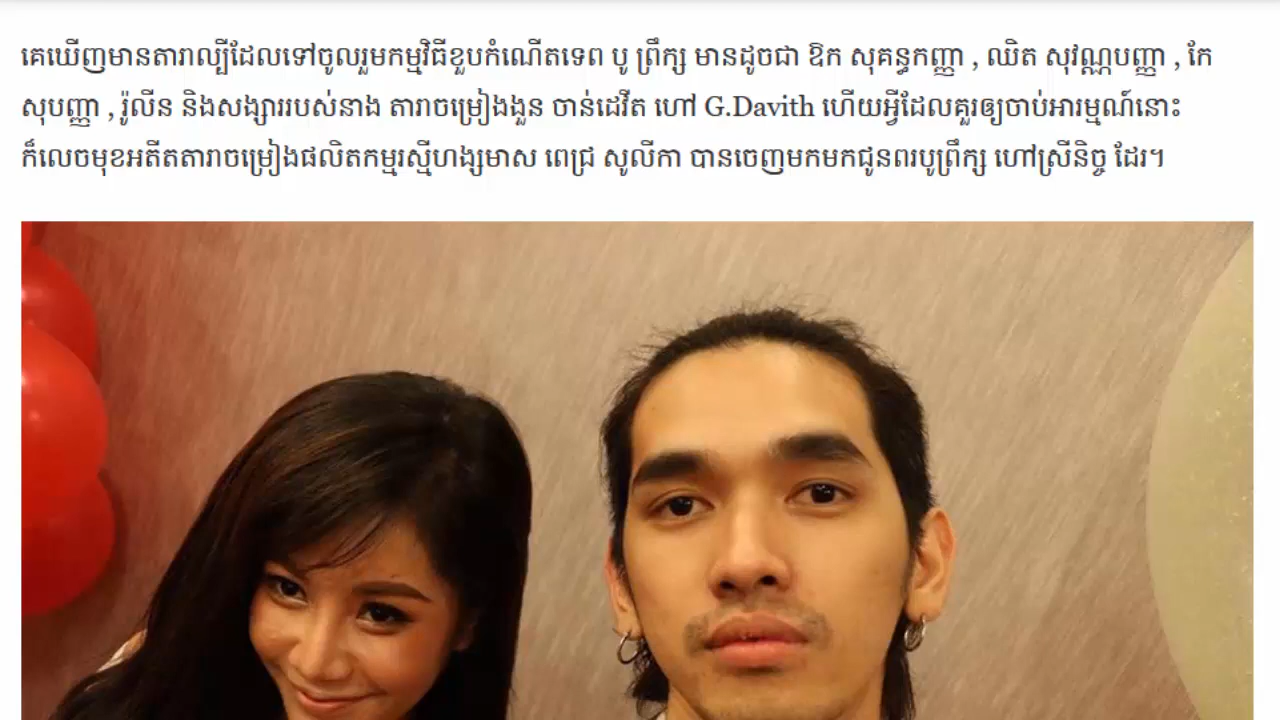 គេឃើញមានតារាល្បីដែលទៅចូលរួមកម្មវិធីខួបកំណើតទេព បូ ព្រឹក្ស មានដូចជា ឱក សុគន្ធកញ្ញា , ឈិត សុវណ្ណបញ្ញា , កែ
សុបញ្ញា , រ៉ូលីន និងសង្សាររបស់នាង តារាចម្រៀងងួន ចាន់ដេវីត ហៅ G.Davith ហើយអ្វីដែលគួរឲ្យចាប់អារម្មណ៍នោះ
ក៏លេចមុខអតីតតារាចម្រៀងផលិតកម្មរស្មីហង្សមាស ពេជ្រ សូលីកា បានចេញមកមកជូនពរបូព្រឹក្ស ហៅស្រីនិច្ច ដែរ។